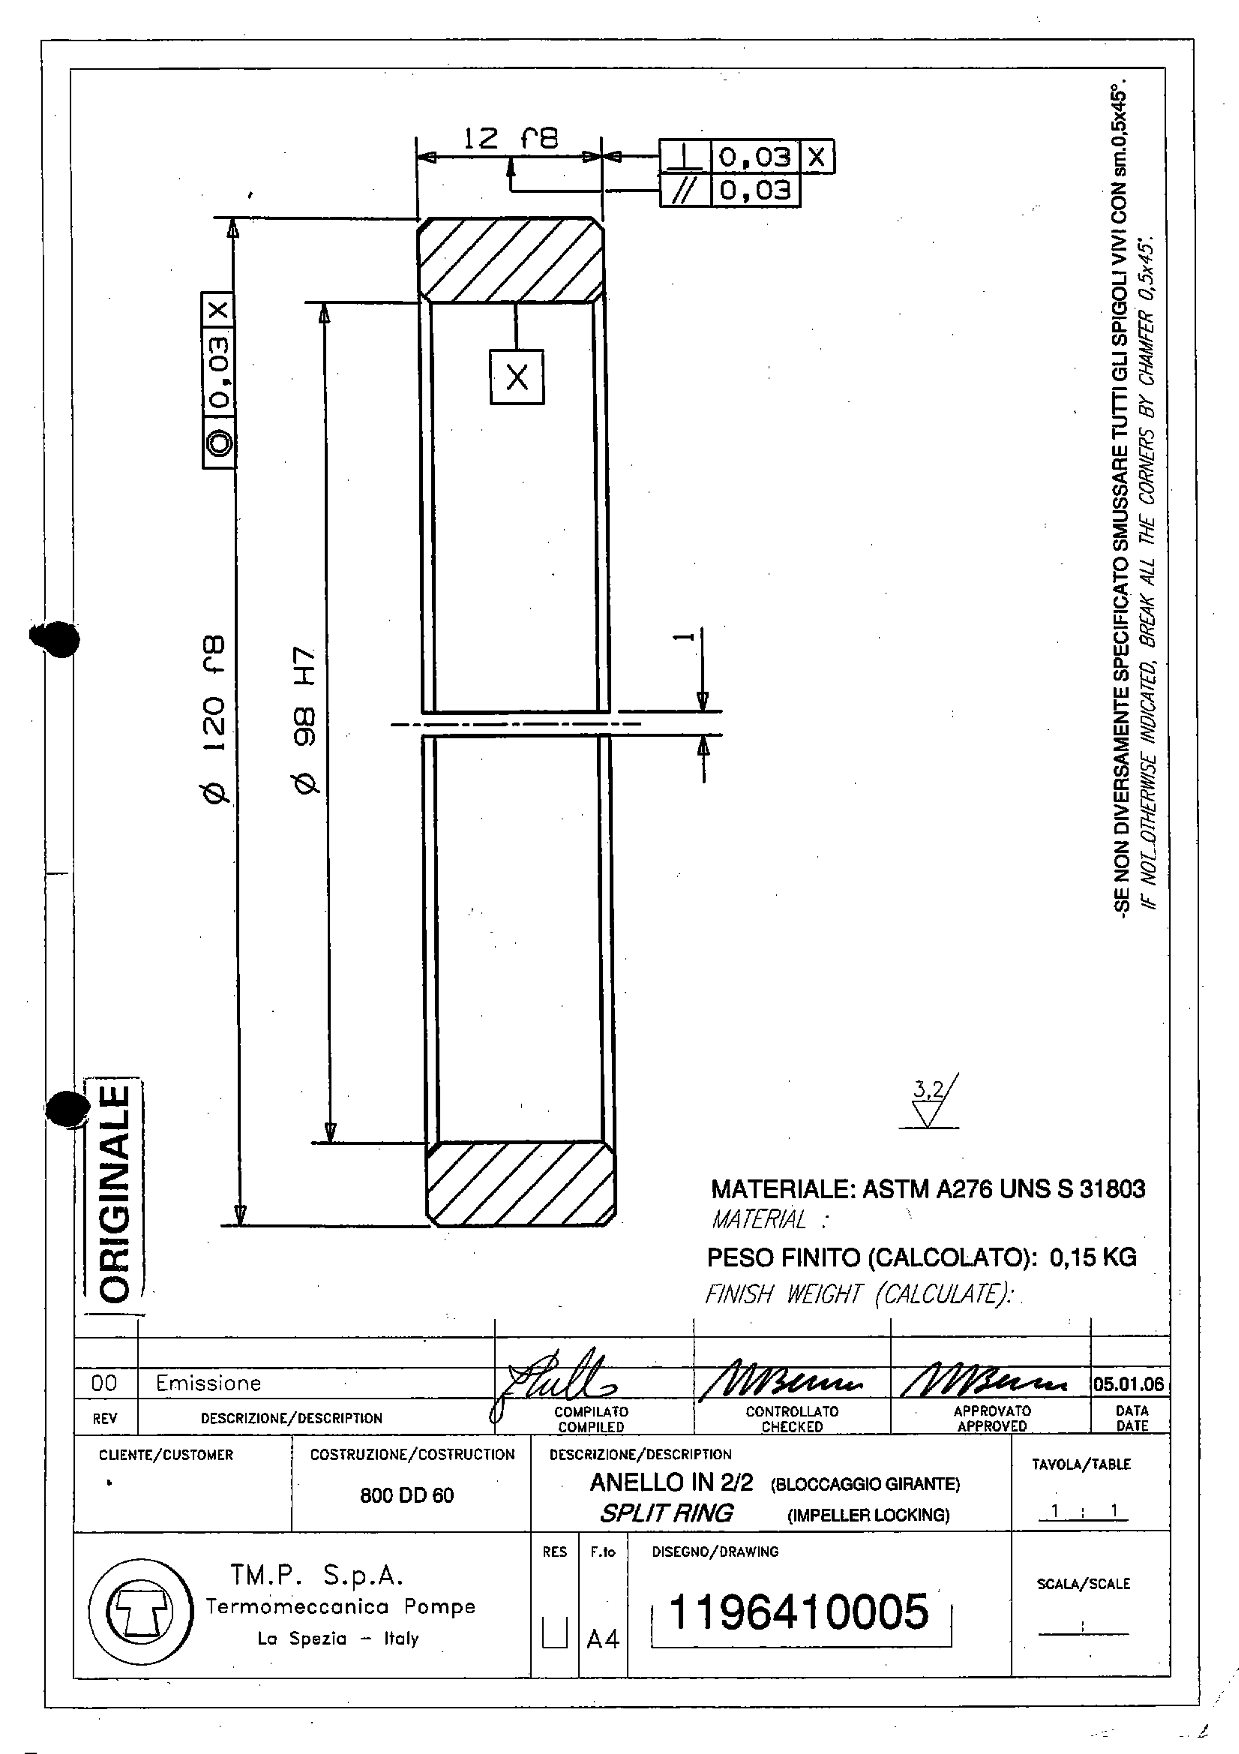 12 f8
⊥ 0,03 X
// 0,03
◎ 0,03 X
X
Ø 120 f8
Ø 98 H7
1
-SE NON DIVERSAMENTE SPECIFICATO SMUSSARE TUTTI GLI SPIGOLI VIVI CON sm.0,5x45°.
IF NOT OTHERWISE INDICATED, BREAK ALL THE CORNERS BY CHAMFER 0,5x45°.
3,2
ORIGINALE
MATERIALE: ASTM A276 UNS S 31803
MATERIAL :
PESO FINITO (CALCOLATO): 0,15 KG
FINISH WEIGHT (CALCULATE):
00 Emissione 05.01.06
REV DESCRIZIONE/DESCRIPTION COMPILATO CONTROLLATO APPROVATO DATA
COMPILED CHECKED APPROVED DATE
CLIENTE/CUSTOMER COSTRUZIONE/COSTRUCTION DESCRIZIONE/DESCRIPTION TAVOLA/TABLE
800 DD 60
ANELLO IN 2/2 (BLOCCAGGIO GIRANTE)
SPLIT RING (IMPELLER LOCKING)
1 : 1
TM.P. S.p.A.
Termomeccanica Pompe
La Spezia - Italy
RES F.to DISEGNO/DRAWING SCALA/SCALE
A4
1196410005
: